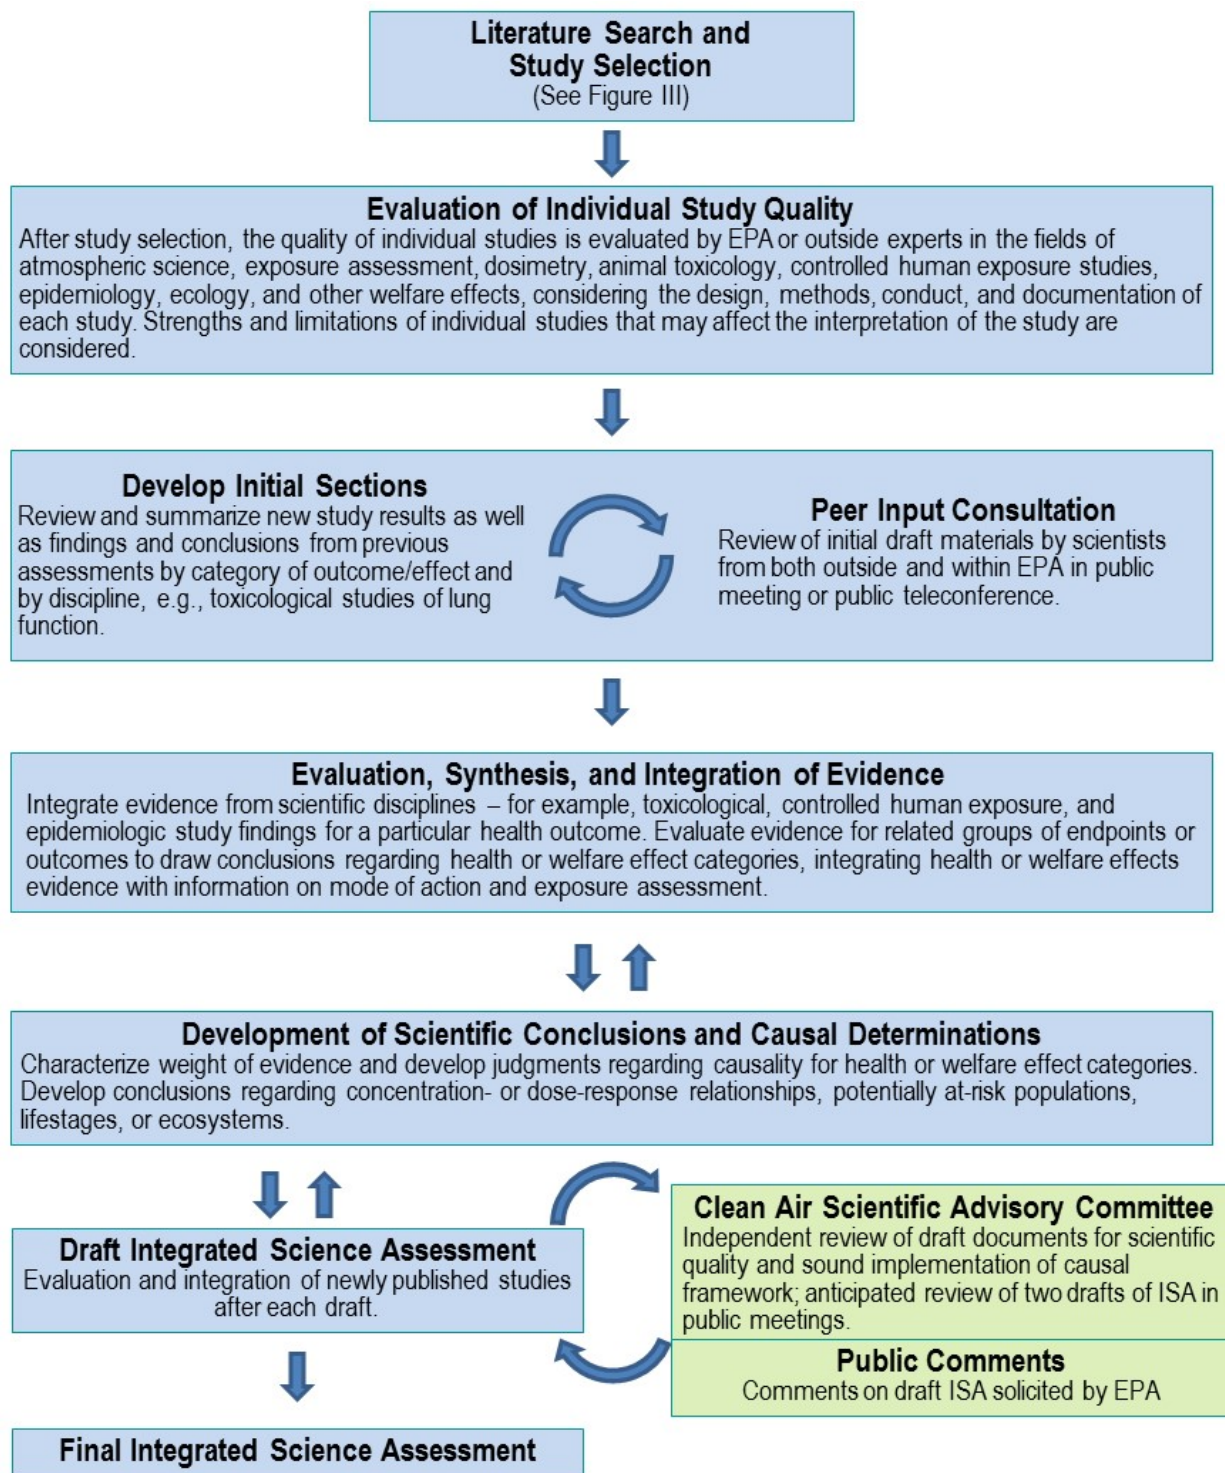 Literature Search and
Study Selection
(See Figure III)
Evaluation of Individual Study Quality
After study selection, the quality of individual studies is evaluated by EPA or outside experts in the fields of
atmospheric science, exposure assessment, dosimetry, animal toxicology, controlled human exposure studies,
epidemiology, ecology, and other welfare effects, considering the design, methods, conduct, and documentation of
each study. Strengths and limitations of individual studies that may affect the interpretation of the study are
considered.
Develop Initial Sections
Review and summarize new study results as well
as findings and conclusions from previous
assessments by category of outcome/effect and
by discipline, e.g., toxicological studies of lung
function.
Peer Input Consultation
Review of initial draft materials by scientists
from both outside and within EPA in public
meeting or public teleconference.
Evaluation, Synthesis, and Integration of Evidence
Integrate evidence from scientific disciplines – for example, toxicological, controlled human exposure, and
epidemiologic study findings for a particular health outcome. Evaluate evidence for related groups of endpoints or
outcomes to draw conclusions regarding health or welfare effect categories, integrating health or welfare effects
evidence with information on mode of action and exposure assessment.
Development of Scientific Conclusions and Causal Determinations
Characterize weight of evidence and develop judgments regarding causality for health or welfare effect categories.
Develop conclusions regarding concentration- or dose-response relationships, potentially at-risk populations,
lifestages, or ecosystems.
Draft Integrated Science Assessment
Evaluation and integration of newly published studies
after each draft.
Clean Air Scientific Advisory Committee
Independent review of draft documents for scientific
quality and sound implementation of causal
framework; anticipated review of two drafts of ISA in
public meetings.
Public Comments
Comments on draft ISA solicited by EPA
Final Integrated Science Assessment